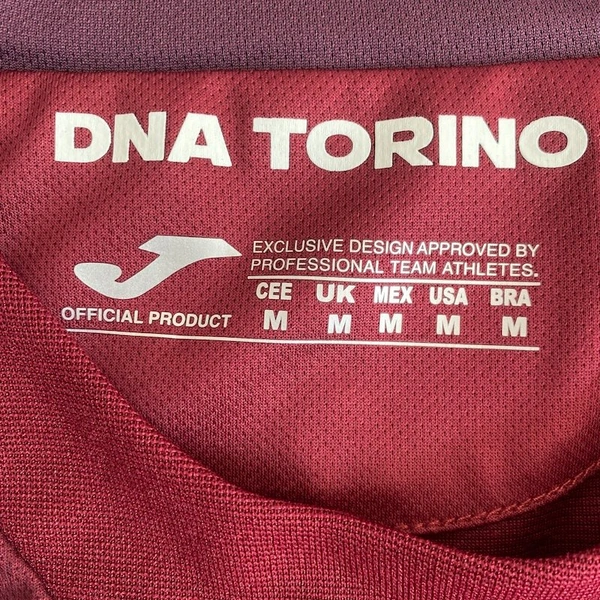 DNA TORINO
EXCLUSIVE DESIGN APPROVED BY
PROFESSIONAL TEAM ATHLETES.
OFFICIAL PRODUCT
CEE UK MEX USA BRA
M M M M M